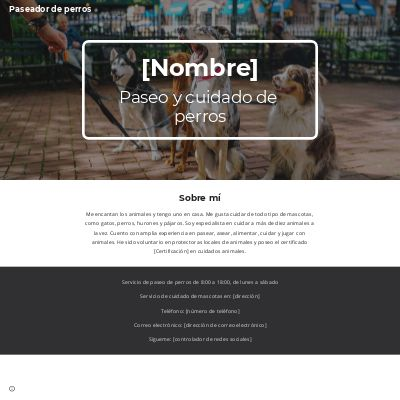 Paseador de perros
[Nombre]
Paseo y cuidado de
perros
Sobre mí
Me encantan los animales y tengo uno en casa. Me gusta cuidar de todo tipo de mascotas,
como gatos, perros, hurones y pájaros. Soy especialista en cuidar a más de diez animales a
la vez. Cuento con amplia experiencia en pasear, asear, alimentar, cuidar y jugar con
animales. He sido voluntario en protectoras locales de animales y poseo el certificado
[Certificación] en cuidados animales.
Servicio de paseo de perros de 8:00 a 18:00, de lunes a sábado
Servicio de cuidado de mascotas en: [dirección]
Teléfono: [número de teléfono]
Correo electrónico: [dirección de correo electrónico]
Sígueme: [controlador de redes sociales]